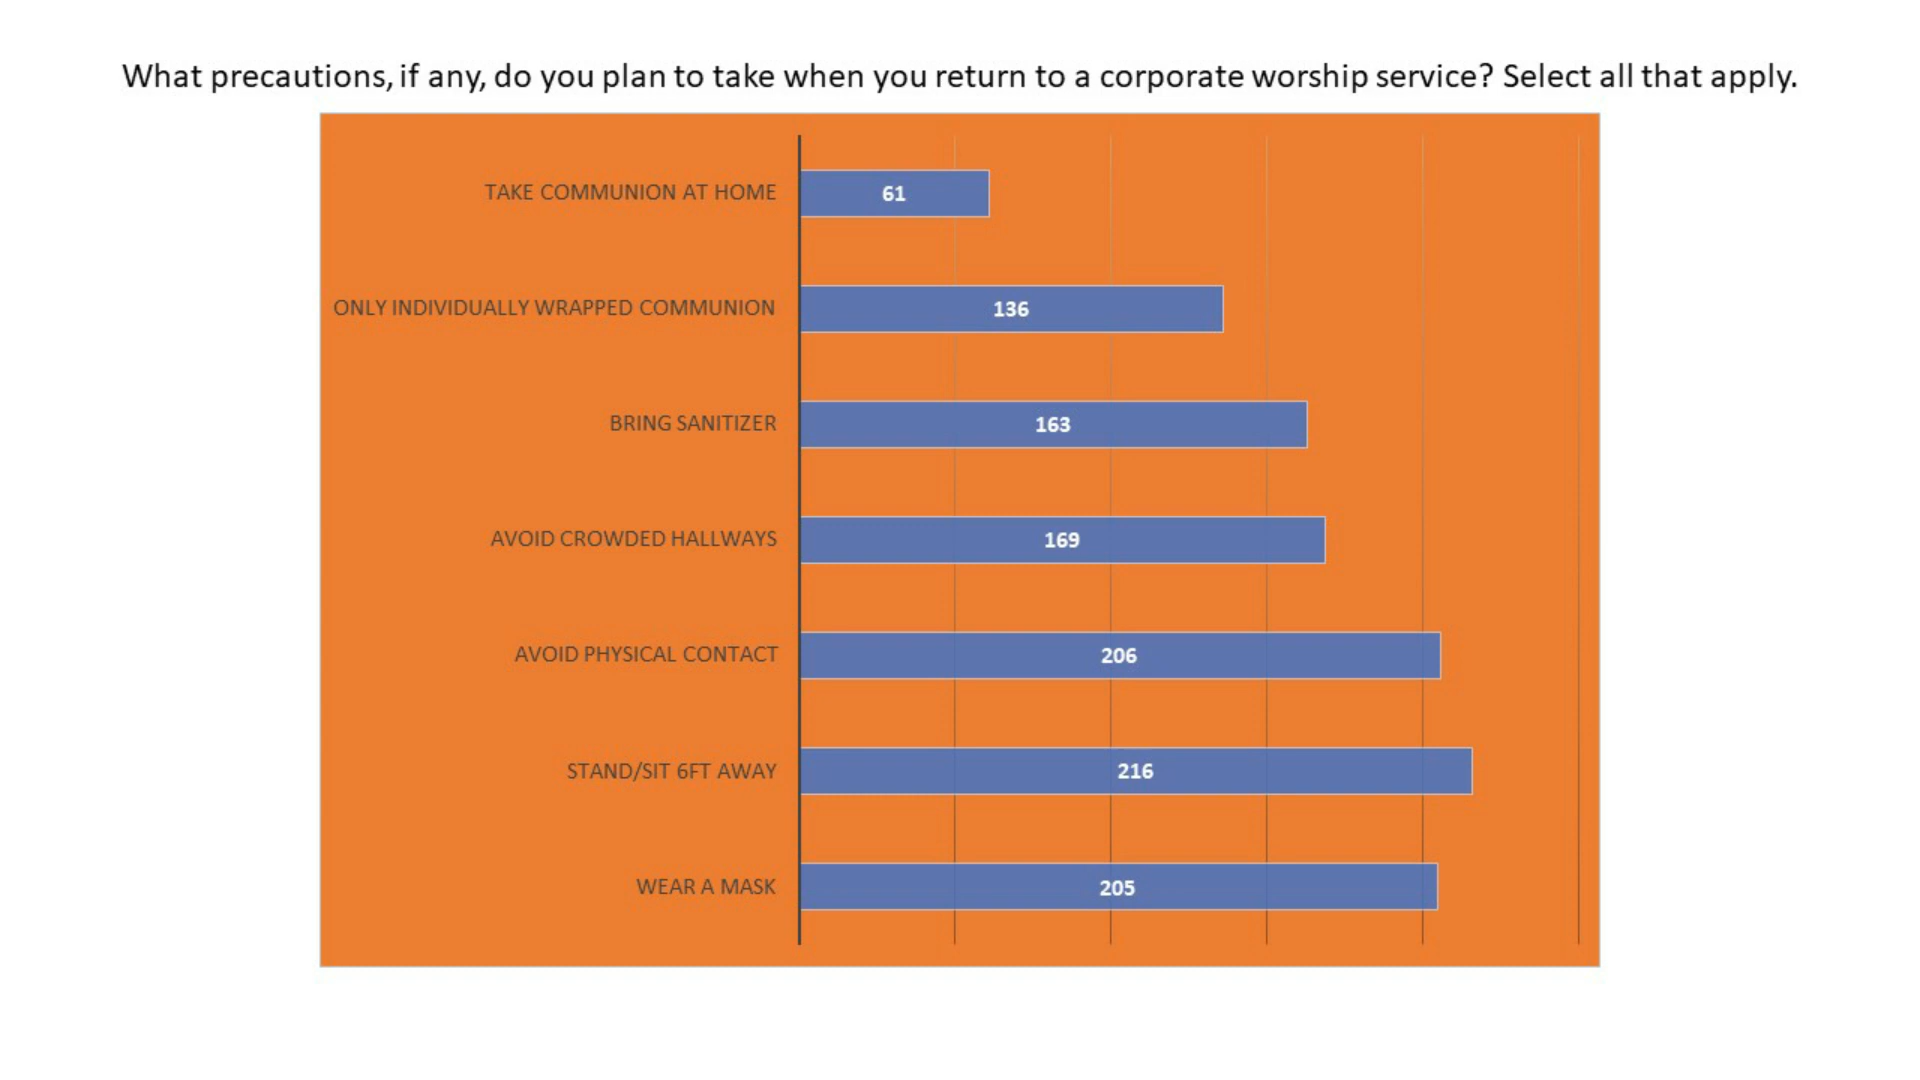 What precautions, if any, do you plan to take when you return to a corporate worship service? Select all that apply.
TAKE COMMUNION AT HOME 61
ONLY INDIVIDUALLY WRAPPED COMMUNION 136
BRING SANITIZER 163
AVOID CROWDED HALLWAYS 169
AVOID PHYSICAL CONTACT 206
STAND/SIT 6FT AWAY 216
WEAR A MASK 205